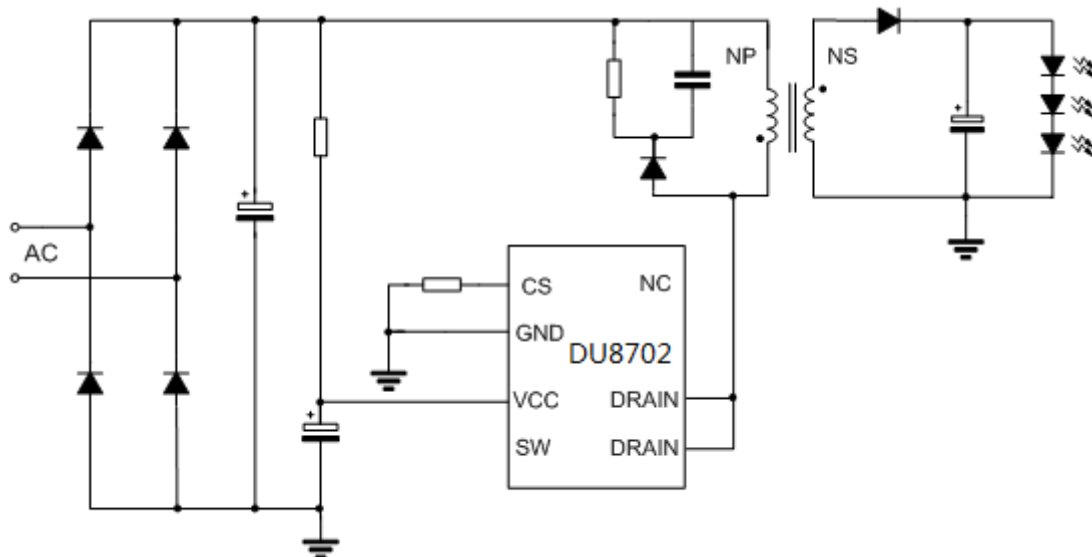 NP
NS
+
+
+
+
AC
CS
NC
GND
DU8702
VCC
DRAIN
SW
DRAIN